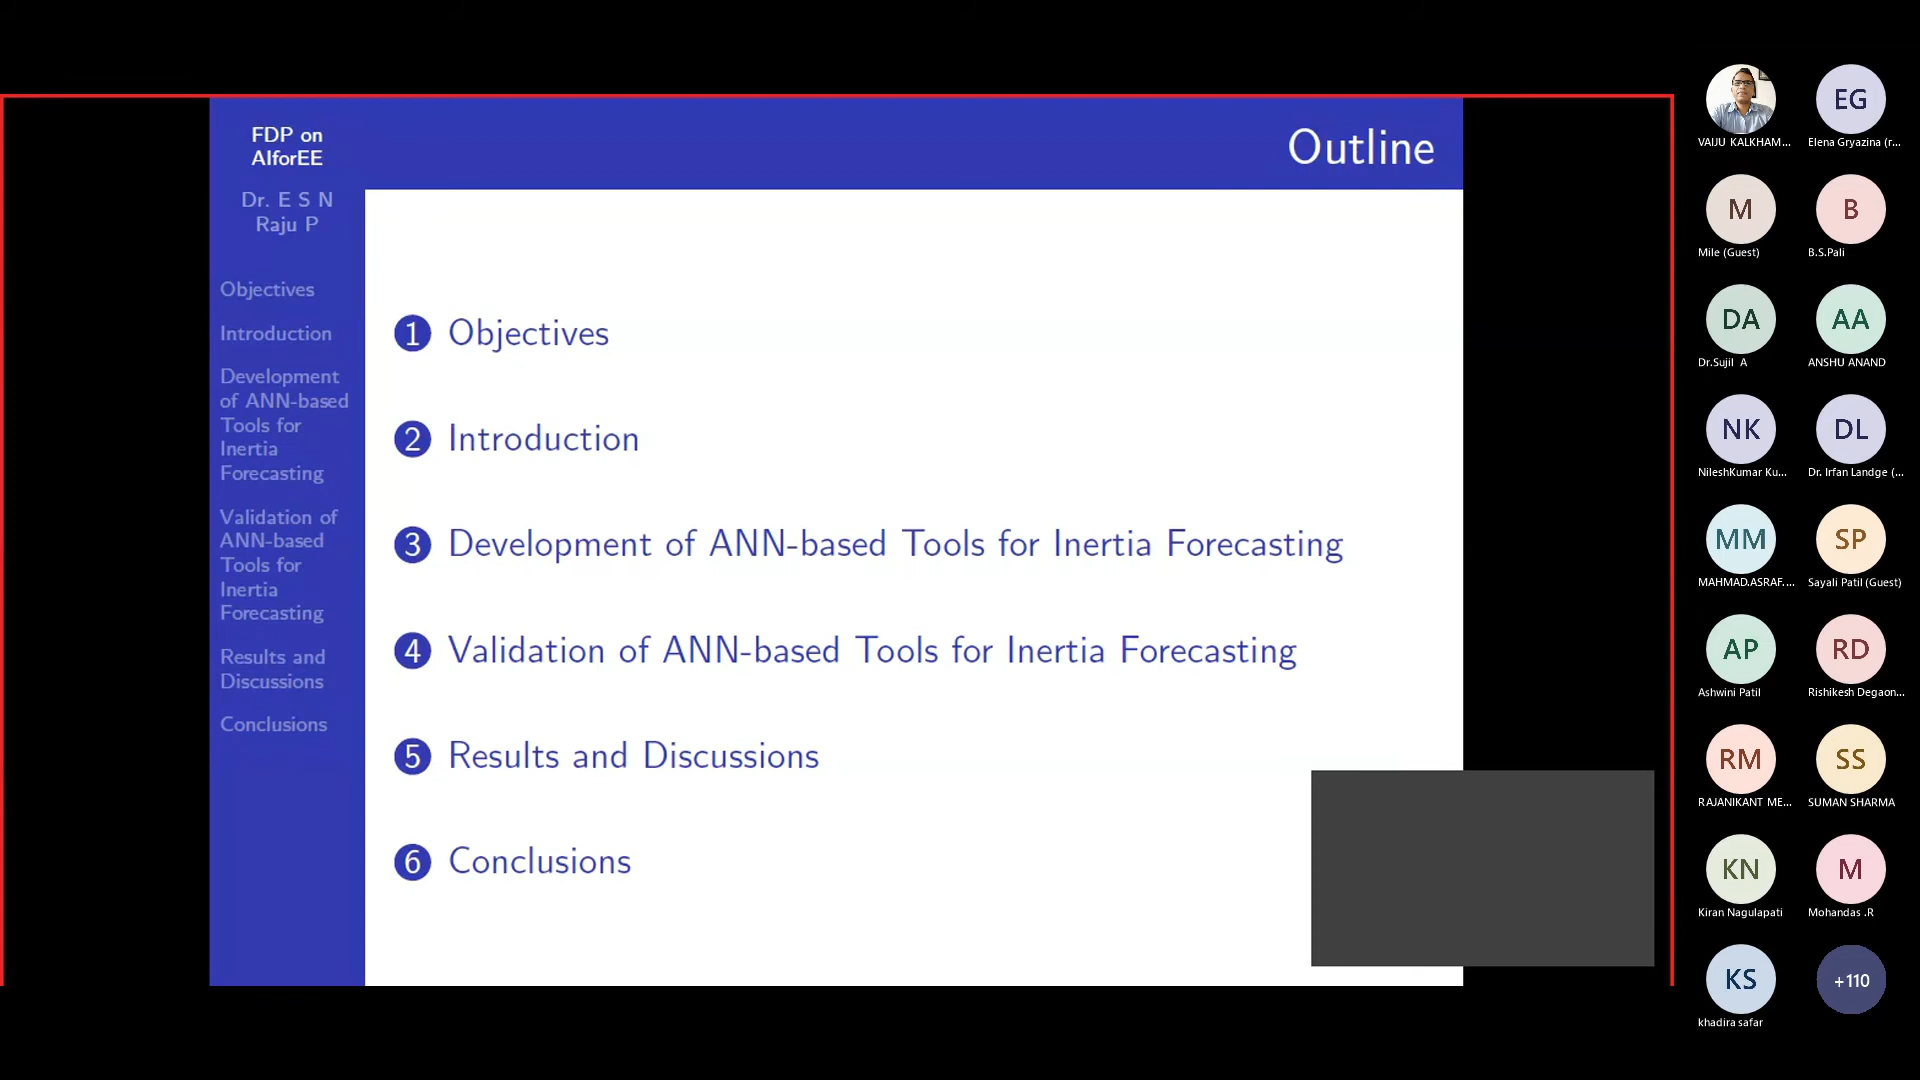 FDP on
AIforEE
Dr. E S N
Raju P
Objectives
Introduction
Development
of ANN-based
Tools for
Inertia
Forecasting
Validation of
ANN-based
Tools for
Inertia
Forecasting
Results and
Discussions
Conclusions
Outline
1 Objectives
2 Introduction
3 Development of ANN-based Tools for Inertia Forecasting
4 Validation of ANN-based Tools for Inertia Forecasting
5 Results and Discussions
6 Conclusions
VAIJU KALKHAM...
EG
Elena Gryazina (r...
M
Mile (Guest)
B
B.S.Pali
DA
Dr.Sujil A
AA
ANSHU ANAND
NK
NileshKumar Ku...
DL
Dr. Irfan Landge (...
MM
MAHMAD.ASRAF....
SP
Sayali Patil (Guest)
AP
Ashwini Patil
RD
Rishikesh Degaon...
RM
RAJANIKANT ME...
SS
SUMAN SHARMA
KN
Kiran Nagulapati
M
Mohandas .R
KS
khadira safar
+110